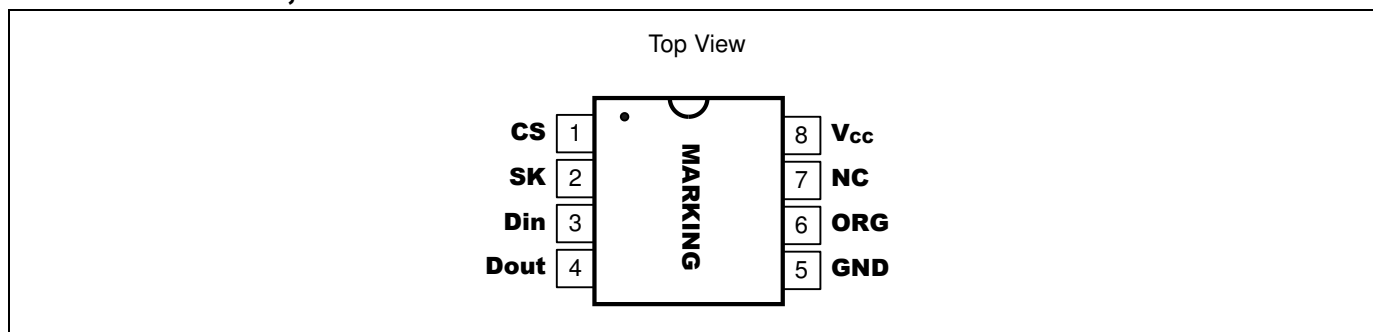 Top View
CS 1
SK 2
Din 3
Dout 4
MARKING
8 Vcc
7 NC
6 ORG
5 GND